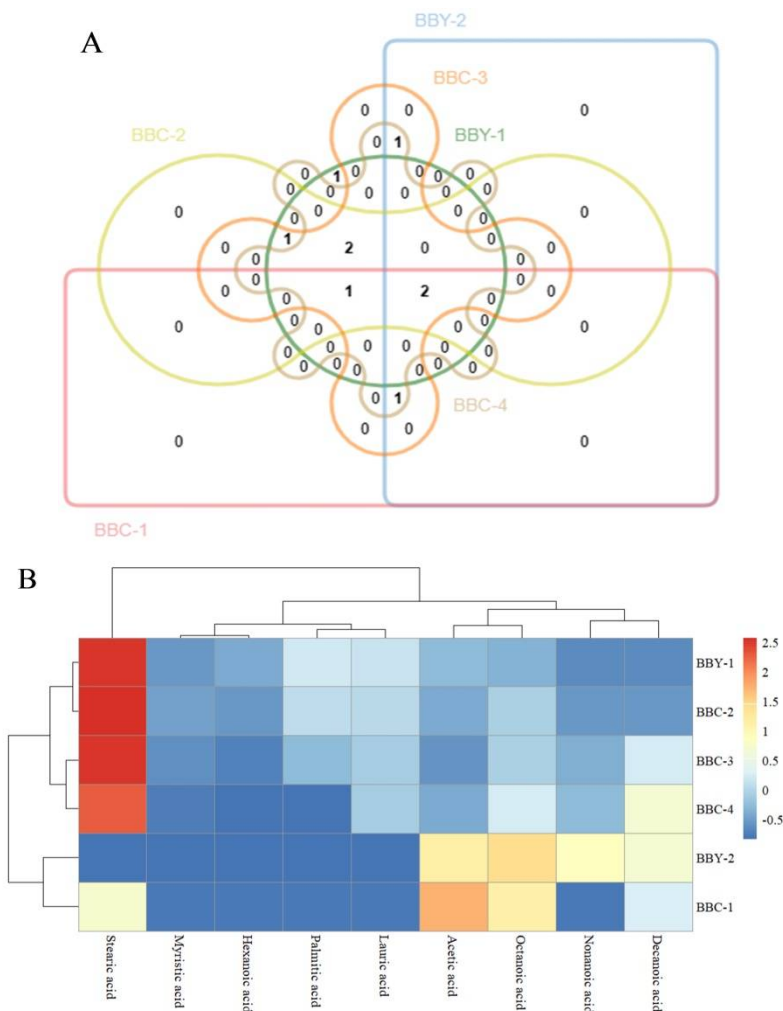 A
BBY-2
BBC-3
0 0 0
BBC-2 BBY-1
0 1
0 0 1 0 0 0 0 0
0 0 0 0 0 0
0 0 0 0 0
0 0
1 0
0 2 0 0
0 0
0 0
0 1 2 0
0 0
0 0 0 0
0 0 0 0
0 0 0 0
0 0 0 0 0 0 0 0
0 1 BBC-4
0 0
0 0
BBC-1
B
2.5
2
1.5
1
0.5
0
-0.5
BBY-1
BBC-2
BBC-3
BBC-4
BBY-2
BBC-1
Stearic acid
Myristic acid
Hexanoic acid
Palmitic acid
Lauric acid
Acetic acid
Octanoic acid
Nonanoic acid
Decanoic acid